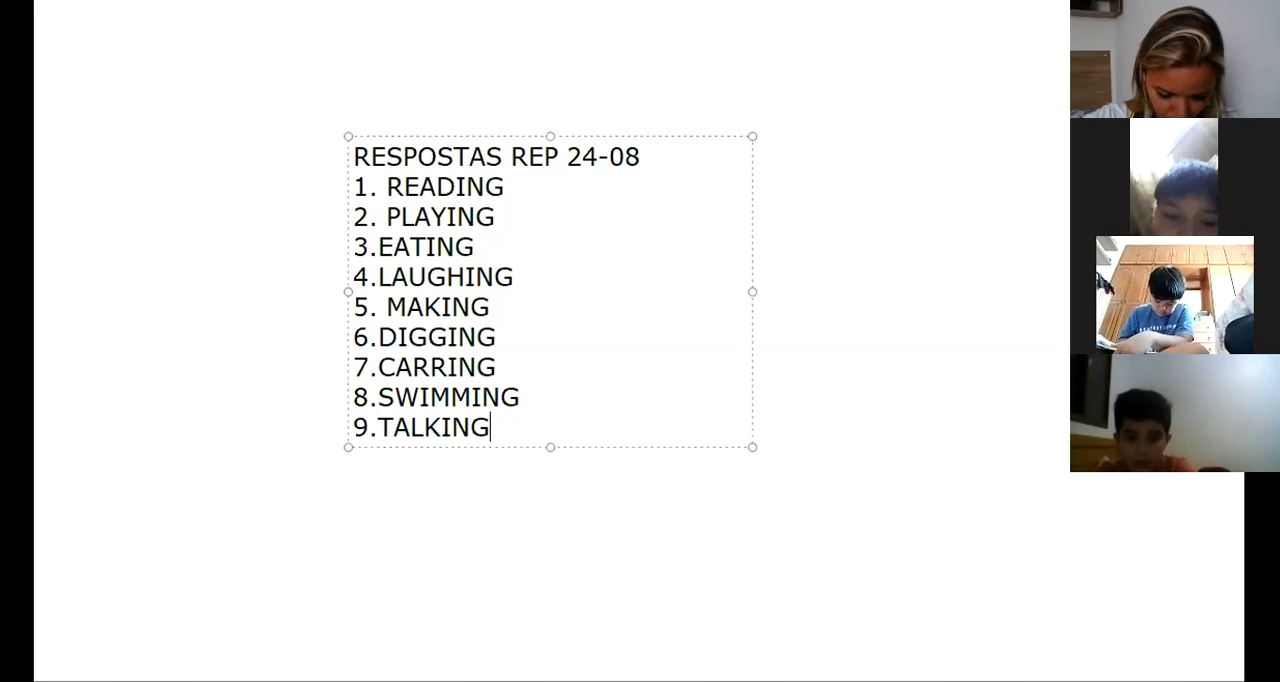 RESPOSTAS REP 24-08
1. READING
2. PLAYING
3.EATING
4.LAUGHING
5. MAKING
6.DIGGING
7.CARRING
8.SWIMMING
9.TALKING